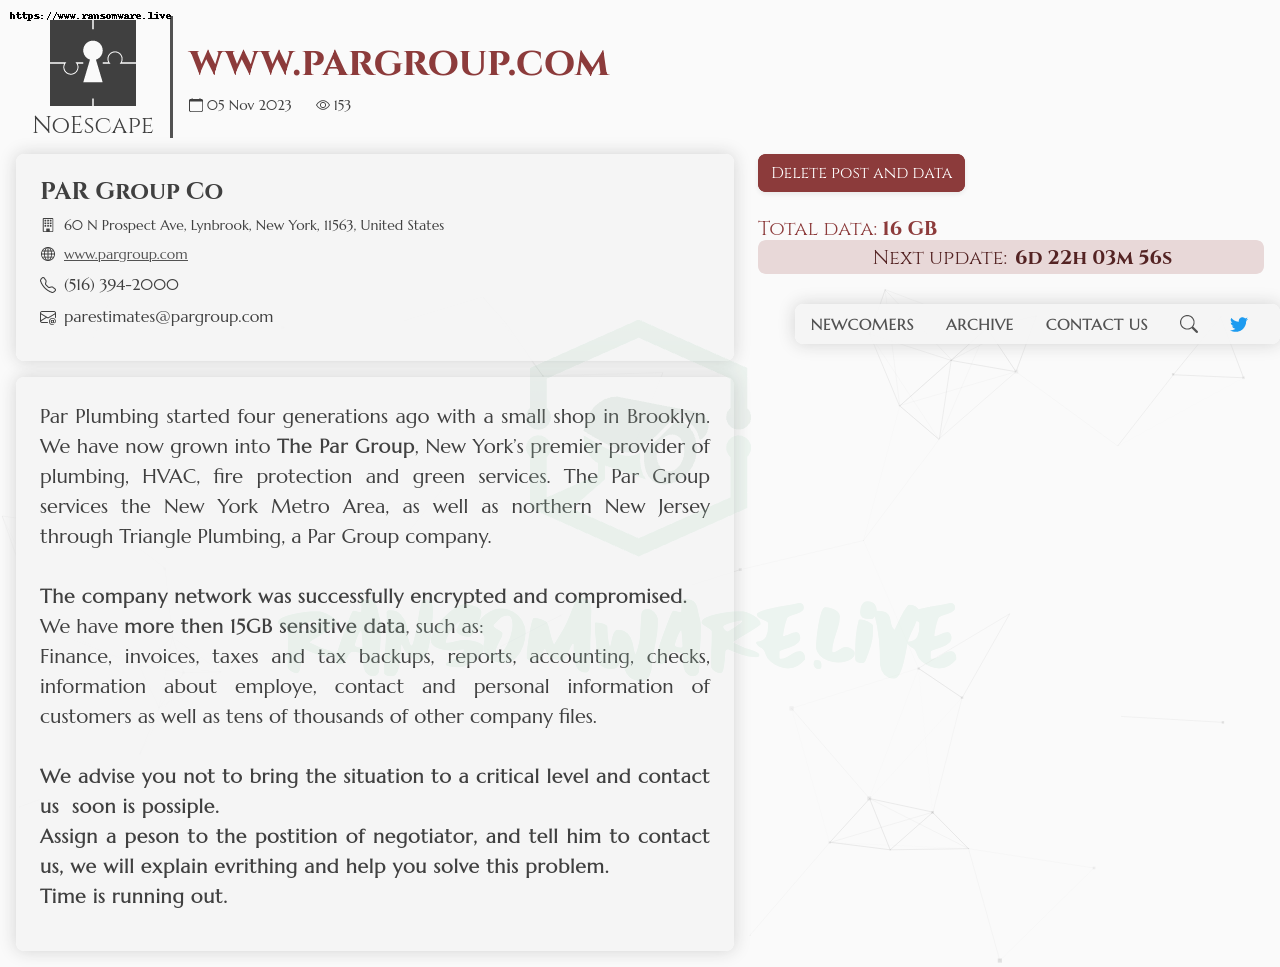 https://www.ransomware.live
NoEscape
www.pargroup.com
05 Nov 2023 153
PAR Group Co
60 N Prospect Ave, Lynbrook, New York, 11563, United States
www.pargroup.com
(516) 394-2000
parestimates@pargroup.com
Delete post and data
Total data: 16 GB
Next update: 6d 22h 03m 56s
NEWCOMERS ARCHIVE CONTACT US
Par Plumbing started four generations ago with a small shop in Brooklyn.
We have now grown into The Par Group, New York's premier provider of
plumbing, HVAC, fire protection and green services. The Par Group
services the New York Metro Area, as well as northern New Jersey
through Triangle Plumbing, a Par Group company.
The company network was successfully encrypted and compromised.
We have more then 15GB sensitive data, such as:
Finance, invoices, taxes and tax backups, reports, accounting, checks,
information about employe, contact and personal information of
customers as well as tens of thousands of other company files.
We advise you not to bring the situation to a critical level and contact
us soon is possiple.
Assign a peson to the postition of negotiator, and tell him to contact
us, we will explain evrithing and help you solve this problem.
Time is running out.
RANSOMWARE.LIVE